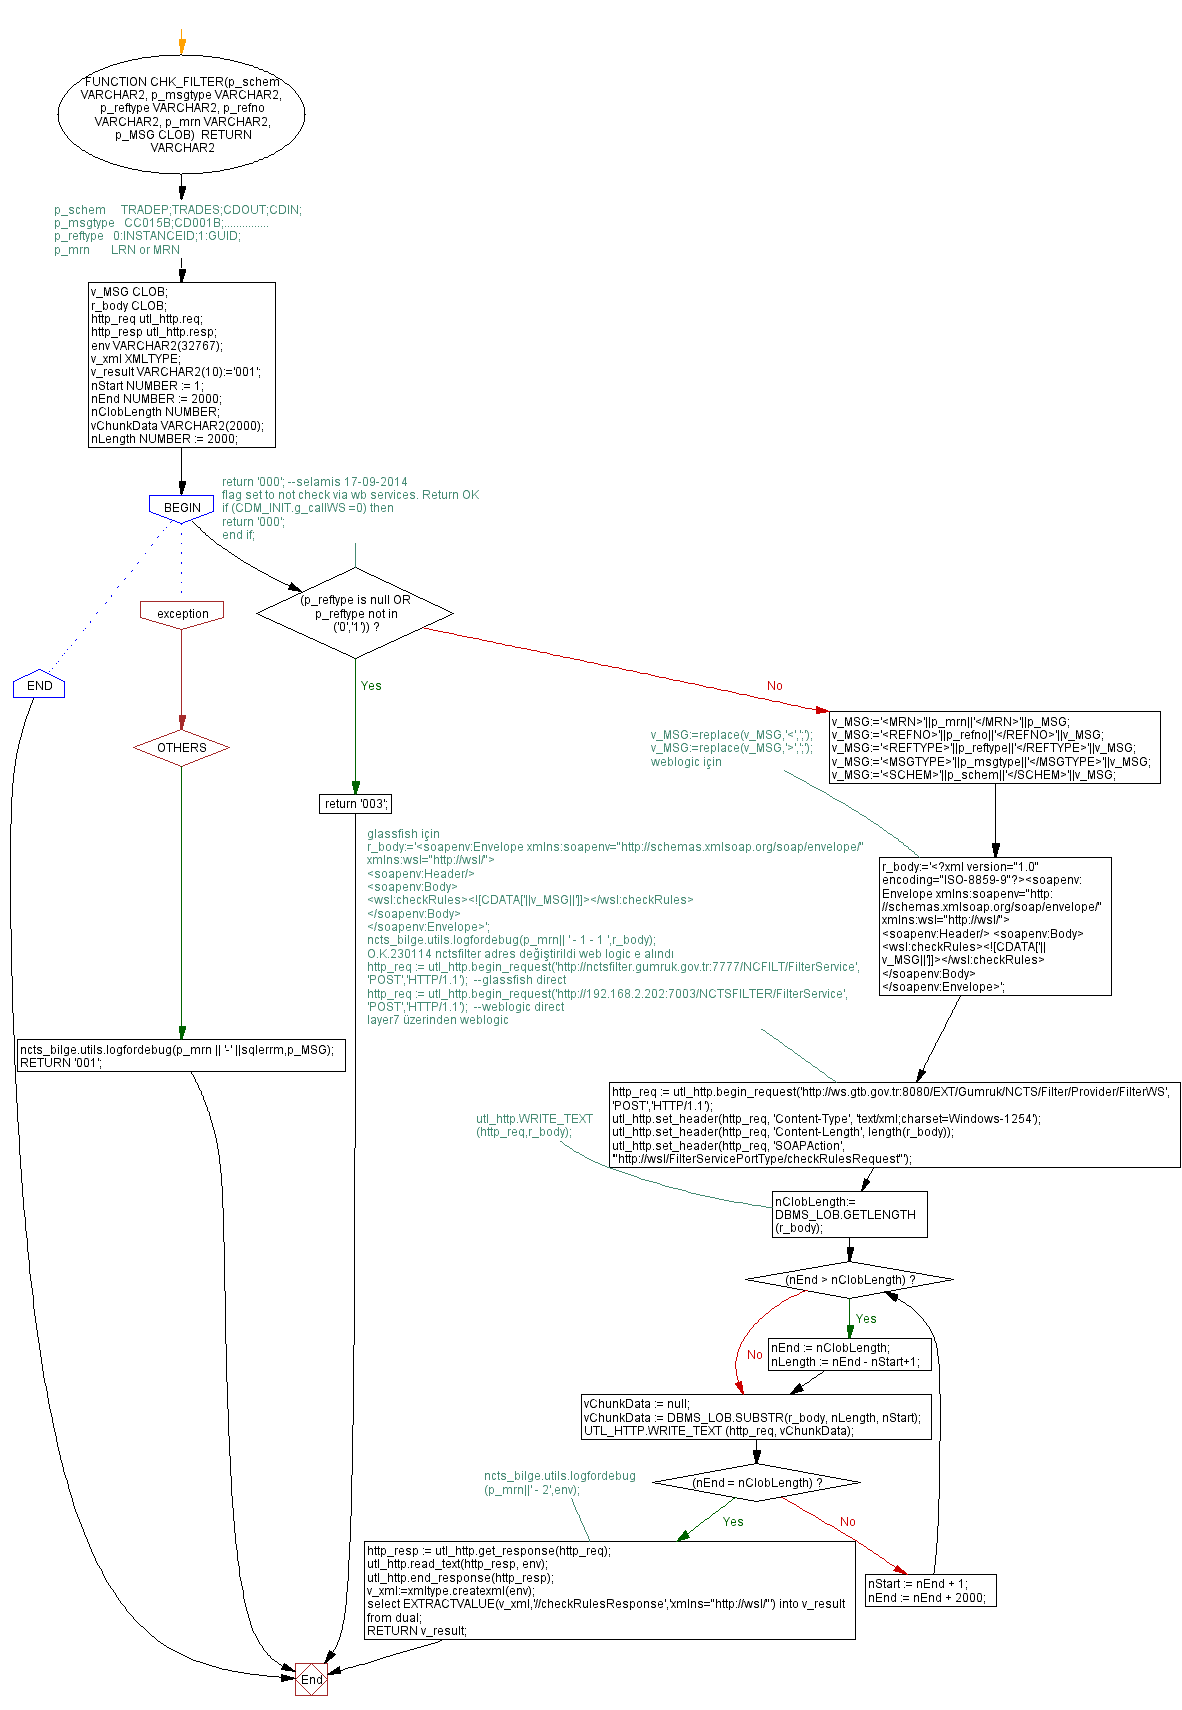 FUNCTION CHK_FILTER(p_schem
VARCHAR2, p_msgtype VARCHAR2,
p_reftype VARCHAR2, p_refno
VARCHAR2, p_mrn VARCHAR2,
p_MSG CLOB)  RETURN
VARCHAR2
p_schem     TRADEP;TRADES;CDOUT;CDIN;
p_msgtype   CC015B;CD001B;...............
p_reftype   0:INSTANCEID;1:GUID;
p_mrn       LRN or MRN
v_MSG CLOB;
r_body CLOB;
http_req utl_http.req;
http_resp utl_http.resp;
env VARCHAR2(32767);
v_xml XMLTYPE;
v_result VARCHAR2(10):='001';
nStart NUMBER := 1;
nEnd NUMBER := 2000;
nClobLength NUMBER;
vChunkData VARCHAR2(2000);
nLength NUMBER := 2000;
BEGIN
return '000'; --selamis 17-09-2014
flag set to not check via wb services. Return OK
if (CDM_INIT.g_callWS =0) then
return '000';
end if;
exception
(p_reftype is null OR
p_reftype not in
('0','1')) ?
END
Yes
No
OTHERS
v_MSG:=replace(v_MSG,'<',';');
v_MSG:=replace(v_MSG,'>',';');
weblogic için
v_MSG:='<MRN>'||p_mrn||'</MRN>'||p_MSG;
v_MSG:='<REFNO>'||p_refno||'</REFNO>'||v_MSG;
v_MSG:='<REFTYPE>'||p_reftype||'</REFTYPE>'||v_MSG;
v_MSG:='<MSGTYPE>'||p_msgtype||'</MSGTYPE>'||v_MSG;
v_MSG:='<SCHEM>'||p_schem||'</SCHEM>'||v_MSG;
return '003';
glassfish için
r_body:='<soapenv:Envelope xmlns:soapenv="http://schemas.xmlsoap.org/soap/envelope/"
xmlns:wsl="http://wsl/">
<soapenv:Header/>
<soapenv:Body>
<wsl:checkRules><![CDATA['||v_MSG||']]></wsl:checkRules>
</soapenv:Body>
</soapenv:Envelope>';
ncts_bilge.utils.logfordebug(p_mrn|| ' - 1 - 1 ',r_body);
O.K.230114 nctsfilter adres değiştirildi web logic e alındı
http_req := utl_http.begin_request('http://nctsfilter.gumruk.gov.tr:7777/NCFILT/FilterService',
'POST','HTTP/1.1');  --glassfish direct
http_req := utl_http.begin_request('http://192.168.2.202:7003/NCTSFILTER/FilterService',
'POST','HTTP/1.1');  --weblogic direct
layer7 üzerinden weblogic
r_body:='<?xml version="1.0"
encoding="ISO-8859-9"?><soapenv:
Envelope xmlns:soapenv="http:
//schemas.xmlsoap.org/soap/envelope/"
xmlns:wsl="http://wsl/">
<soapenv:Header/> <soapenv:Body>
<wsl:checkRules><![CDATA['||
v_MSG||']]></wsl:checkRules>
</soapenv:Body>
</soapenv:Envelope>';
ncts_bilge.utils.logfordebug(p_mrn || '-' ||sqlerrm,p_MSG);
RETURN '001';
http_req := utl_http.begin_request('http://ws.gtb.gov.tr:8080/EXT/Gumruk/NCTS/Filter/Provider/FilterWS',
'POST','HTTP/1.1');
utl_http.set_header(http_req, 'Content-Type', 'text/xml;charset=Windows-1254');
utl_http.set_header(http_req, 'Content-Length', length(r_body));
utl_http.set_header(http_req, 'SOAPAction',
'"http://wsl/FilterServicePortType/checkRulesRequest"');
utl_http.WRITE_TEXT
(http_req,r_body);
nClobLength:=
DBMS_LOB.GETLENGTH
(r_body);
(nEnd > nClobLength) ?
Yes
No
nEnd := nClobLength;
nLength := nEnd - nStart+1;
vChunkData := null;
vChunkData := DBMS_LOB.SUBSTR(r_body, nLength, nStart);
UTL_HTTP.WRITE_TEXT (http_req, vChunkData);
ncts_bilge.utils.logfordebug
(p_mrn||' - 2',env);
(nEnd = nClobLength) ?
Yes
No
http_resp := utl_http.get_response(http_req);
utl_http.read_text(http_resp, env);
utl_http.end_response(http_resp);
v_xml:=xmltype.createxml(env);
select EXTRACTVALUE(v_xml,'//checkRulesResponse','xmlns="http://wsl/"') into v_result
from dual;
RETURN v_result;
nStart := nEnd + 1;
nEnd := nEnd + 2000;
End